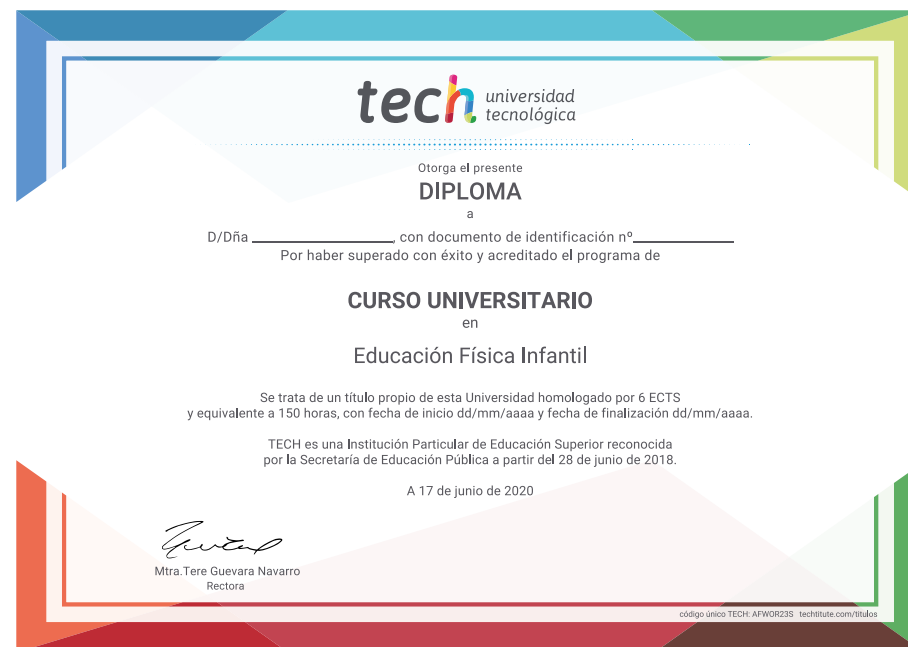 tech universidad
tecnológica
Otorga el presente
DIPLOMA
a
D/Dña ____________________, con documento de identificación nº______________
Por haber superado con éxito y acreditado el programa de
CURSO UNIVERSITARIO
en
Educación Física Infantil
Se trata de un título propio de esta Universidad homologado por 6 ECTS
y equivalente a 150 horas, con fecha de inicio dd/mm/aaaa y fecha de finalización dd/mm/aaaa.
TECH es una Institución Particular de Educación Superior reconocida
por la Secretaría de Educación Pública a partir del 28 de junio de 2018.
A 17 de junio de 2020
Mtra.Tere Guevara Navarro
Rectora
código único TECH: AFWOR23S techtitute.com/titulos